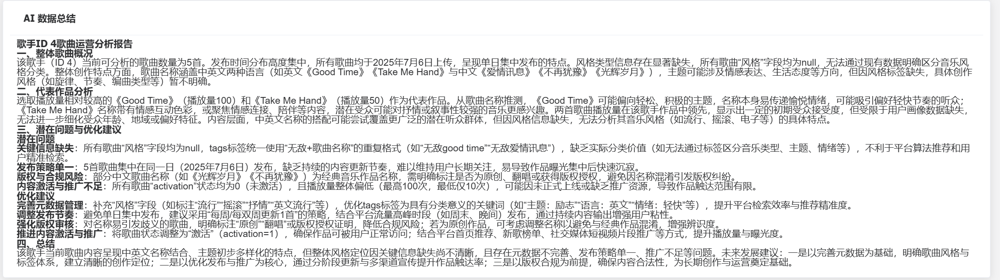 AI 数据总结
歌手ID 4歌曲运营分析报告
一、整体歌曲概况
该歌手（ID 4）当前可分析的歌曲数量为5首。发布时间分布高度集中，所有歌曲均于2025年7月6日上传，呈现单日集中发布的特点。风格类型信息存在显著缺失，所有歌曲“风格”字段均为null，无法通过现有数据明确区分音乐风
格分类。整体创作特点方面，歌曲名称涵盖中英文两种语言（如英文《Good Time》《Take Me Hand》与中文《爱情讯息》《不再犹豫》《光辉岁月》），主题可能涉及情感表达、生活态度等方向，但因风格标签缺失，具体创作
风格（如旋律、节奏、编曲类型等）暂不明确。
二、代表作品分析
选取播放量相对较高的《Good Time》（播放量100）和《Take Me Hand》（播放量50）作为代表作品。从歌曲名称推测，《Good Time》可能偏向轻松、积极的主题，名称本身易传递愉悦情绪，可能吸引偏好轻快节奏的听众；
《Take Me Hand》名称带有情感互动色彩，或聚焦情感连接、陪伴等内容，潜在受众可能对抒情或叙事性较强的音乐更感兴趣。两首歌曲播放量在该歌手作品中领先，显示出一定的初期受众接受度，但受限于用户画像数据缺失，
无法进一步细化受众年龄、地域或偏好特征。内容层面，中英文名称的搭配可能尝试覆盖更广泛的潜在听众群体，但因风格信息缺失，无法分析其音乐风格（如流行、摇滚、电子等）的具体特点。
三、潜在问题与优化建议
潜在问题
关键信息缺失：所有歌曲“风格”字段均为null，tags标签统一使用“无敌+歌曲名称”的重复格式（如“无敌good time”“无敌爱情讯息”），缺乏实际分类价值（如无法通过标签区分音乐类型、主题、情绪等），不利于平台算法推荐和用
户精准检索。
发布策略单一：5首歌曲集中在同一日（2025年7月6日）发布，缺乏持续的内容更新节奏，难以维持用户长期关注，易导致作品曝光集中后快速沉寂。
版权与合规风险：部分中文歌曲名称（如《光辉岁月》《不再犹豫》）为经典音乐作品名称，需明确标注是否为原创、翻唱或获得版权授权，避免因名称混淆引发版权纠纷。
内容激活与推广不足：所有歌曲“activation”状态均为0（未激活），且播放量整体偏低（最高100次，最低仅10次），可能因未正式上线或缺乏推广资源，导致作品触达范围有限。
优化建议
完善元数据管理：补充“风格”字段（如标注“流行”“摇滚”“抒情”“英文流行”等），优化tags标签为具有分类意义的关键词（如“主题：励志”“语言：英文”“情绪：轻快”等），提升平台检索效率与推荐精准度。
调整发布节奏：避免单日集中发布，建议采用“每周/每双周更新1首”的策略，结合平台流量高峰时段（如周末、晚间）发布，通过持续内容输出增强用户粘性。
强化版权审核：对名称易引发歧义的歌曲，明确标注“原创”“翻唱”或版权授权证明，降低合规风险；若为原创作品，可考虑调整名称以避免与经典作品混淆，增强辨识度。
推进内容激活与推广：将歌曲状态调整为“激活”（activation=1），确保作品可被用户正常访问；结合平台首页推荐、新歌榜单、社交媒体短视频片段推广等方式，提升播放量与曝光度。
四、总结
该歌手当前歌曲内容呈现中英文名称结合、主题初步多样化的特点，但整体风格定位因关键信息缺失尚不清晰，且存在元数据不完善、发布策略单一、推广不足等问题。未来发展建议：一是以完善元数据为基础，明确歌曲风格与
标签体系，建立清晰的创作定位；二是以优化发布与推广为核心，通过分阶段更新与多渠道宣传提升作品触达率；三是以版权合规为前提，确保内容合法性，为长期创作与运营奠定基础。